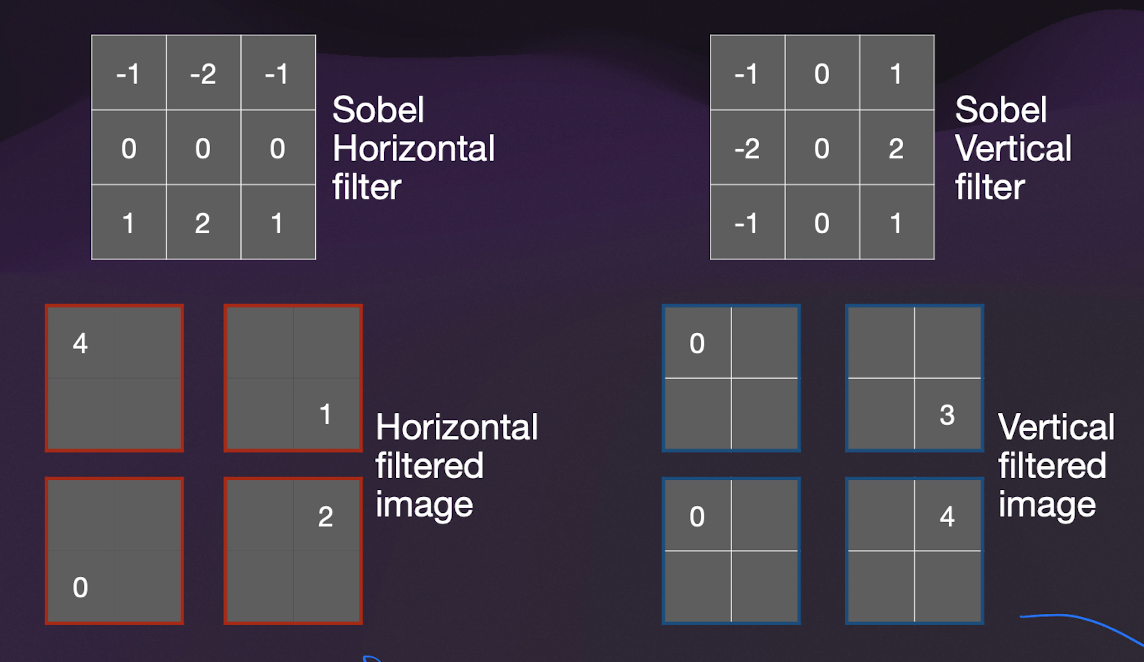 -1 -2 -1
0 0 0
1 2 1
Sobel
Horizontal
filter
-1 0 1
-2 0 2
-1 0 1
Sobel
Vertical
filter
4
1
0
2
Horizontal
filtered
image
0
3
0
4
Vertical
filtered
image